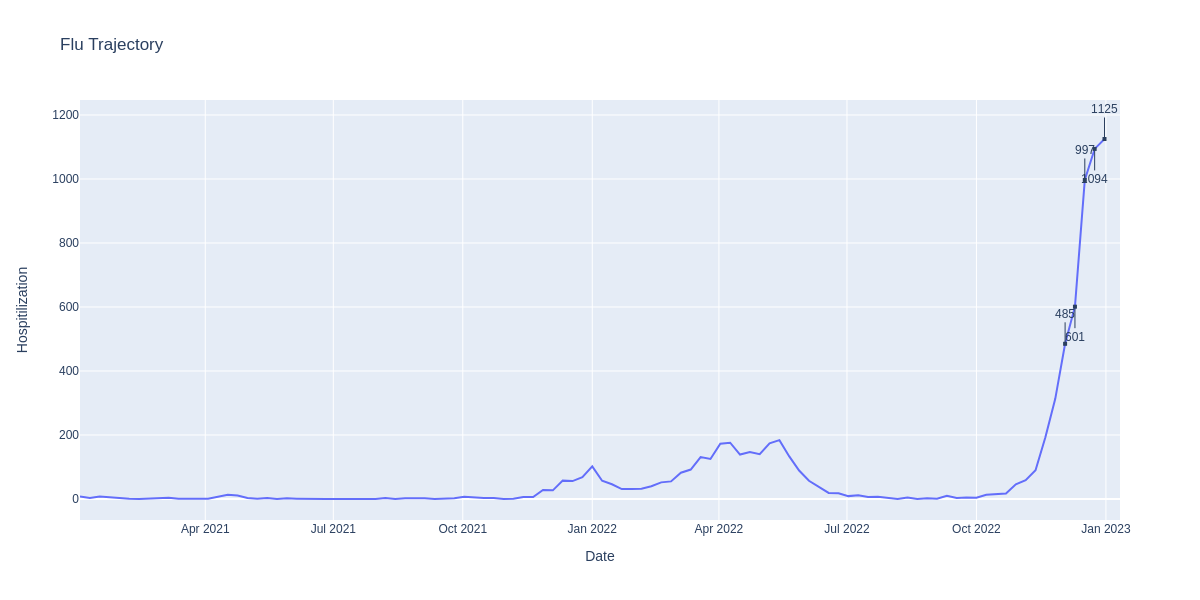 Flu Trajectory
1125
1200
997
1000
1094
800
600
485
601
400
200
0
Hospitilization
Apr 2021
Jul 2021
Oct 2021
Jan 2022
Apr 2022
Jul 2022
Oct 2022
Jan 2023
Date